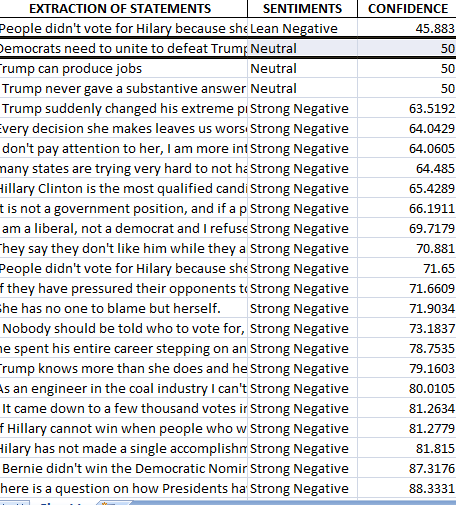 EXTRACTION OF STATEMENTS SENTIMENTS CONFIDENCE
People didn't vote for Hilary because she Lean Negative 45.883
Democrats need to unite to defeat Trump Neutral 50
Trump can produce jobs Neutral 50
Trump never gave a substantive answer Neutral 50
Trump suddenly changed his extreme p Strong Negative 63.5192
Every decision she makes leaves us wors Strong Negative 64.0429
don't pay attention to her, I am more int Strong Negative 64.0605
many states are trying very hard to not ha Strong Negative 64.485
Hillary Clinton is the most qualified candi Strong Negative 65.4289
t is not a government position, and if a p Strong Negative 66.1911
am a liberal, not a democrat and I refuse Strong Negative 69.7179
They say they don't like him while they a Strong Negative 70.881
People didn't vote for Hilary because she Strong Negative 71.65
f they have pressured their opponents to Strong Negative 71.6609
She has no one to blame but herself. Strong Negative 71.9034
Nobody should be told who to vote for, Strong Negative 73.1837
he spent his entire career stepping on an Strong Negative 78.7535
Trump knows more than she does and he Strong Negative 79.1603
As an engineer in the coal industry I can't Strong Negative 80.0105
It came down to a few thousand votes in Strong Negative 81.2634
f Hillary cannot win when people who w Strong Negative 81.2779
Hilary has not made a single accomplishm Strong Negative 81.815
Bernie didn't win the Democratic Nomin Strong Negative 87.3176
here is a question on how Presidents ha Strong Negative 88.3331